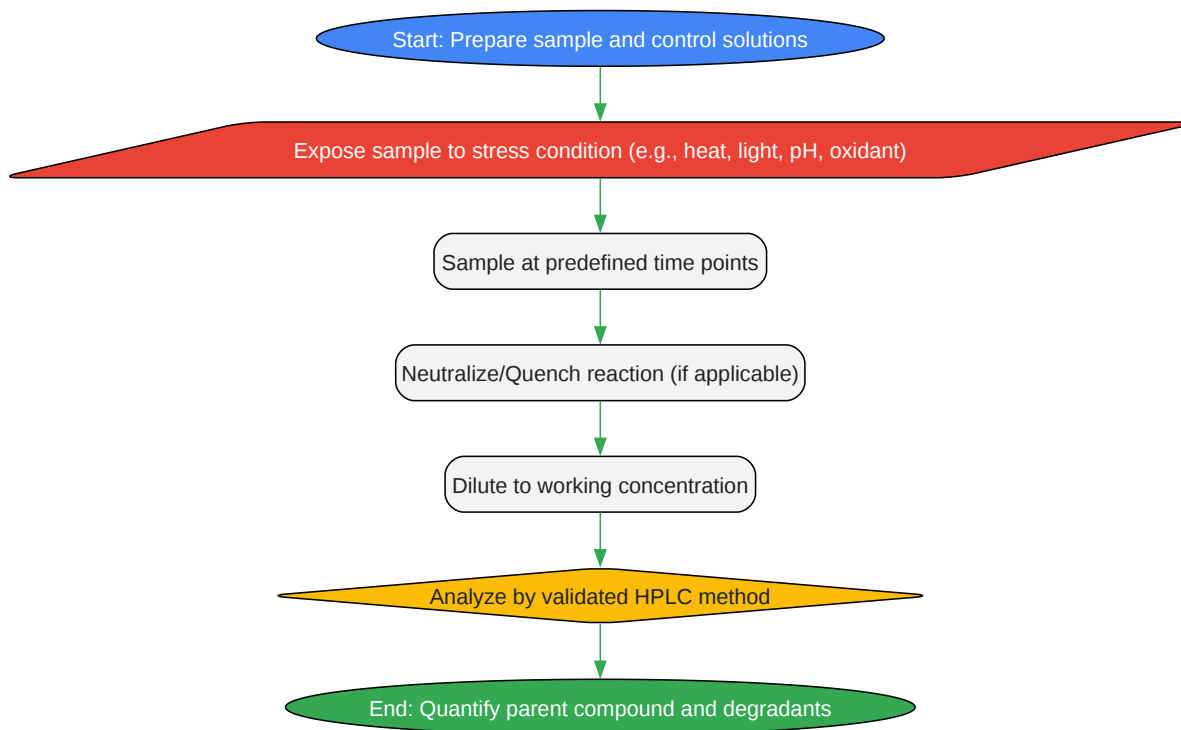 Start: Prepare sample and control solutions
Expose sample to stress condition (e.g., heat, light, pH, oxidant)
Sample at predefined time points
Neutralize/Quench reaction (if applicable)
Dilute to working concentration
Analyze by validated HPLC method
End: Quantify parent compound and degradants